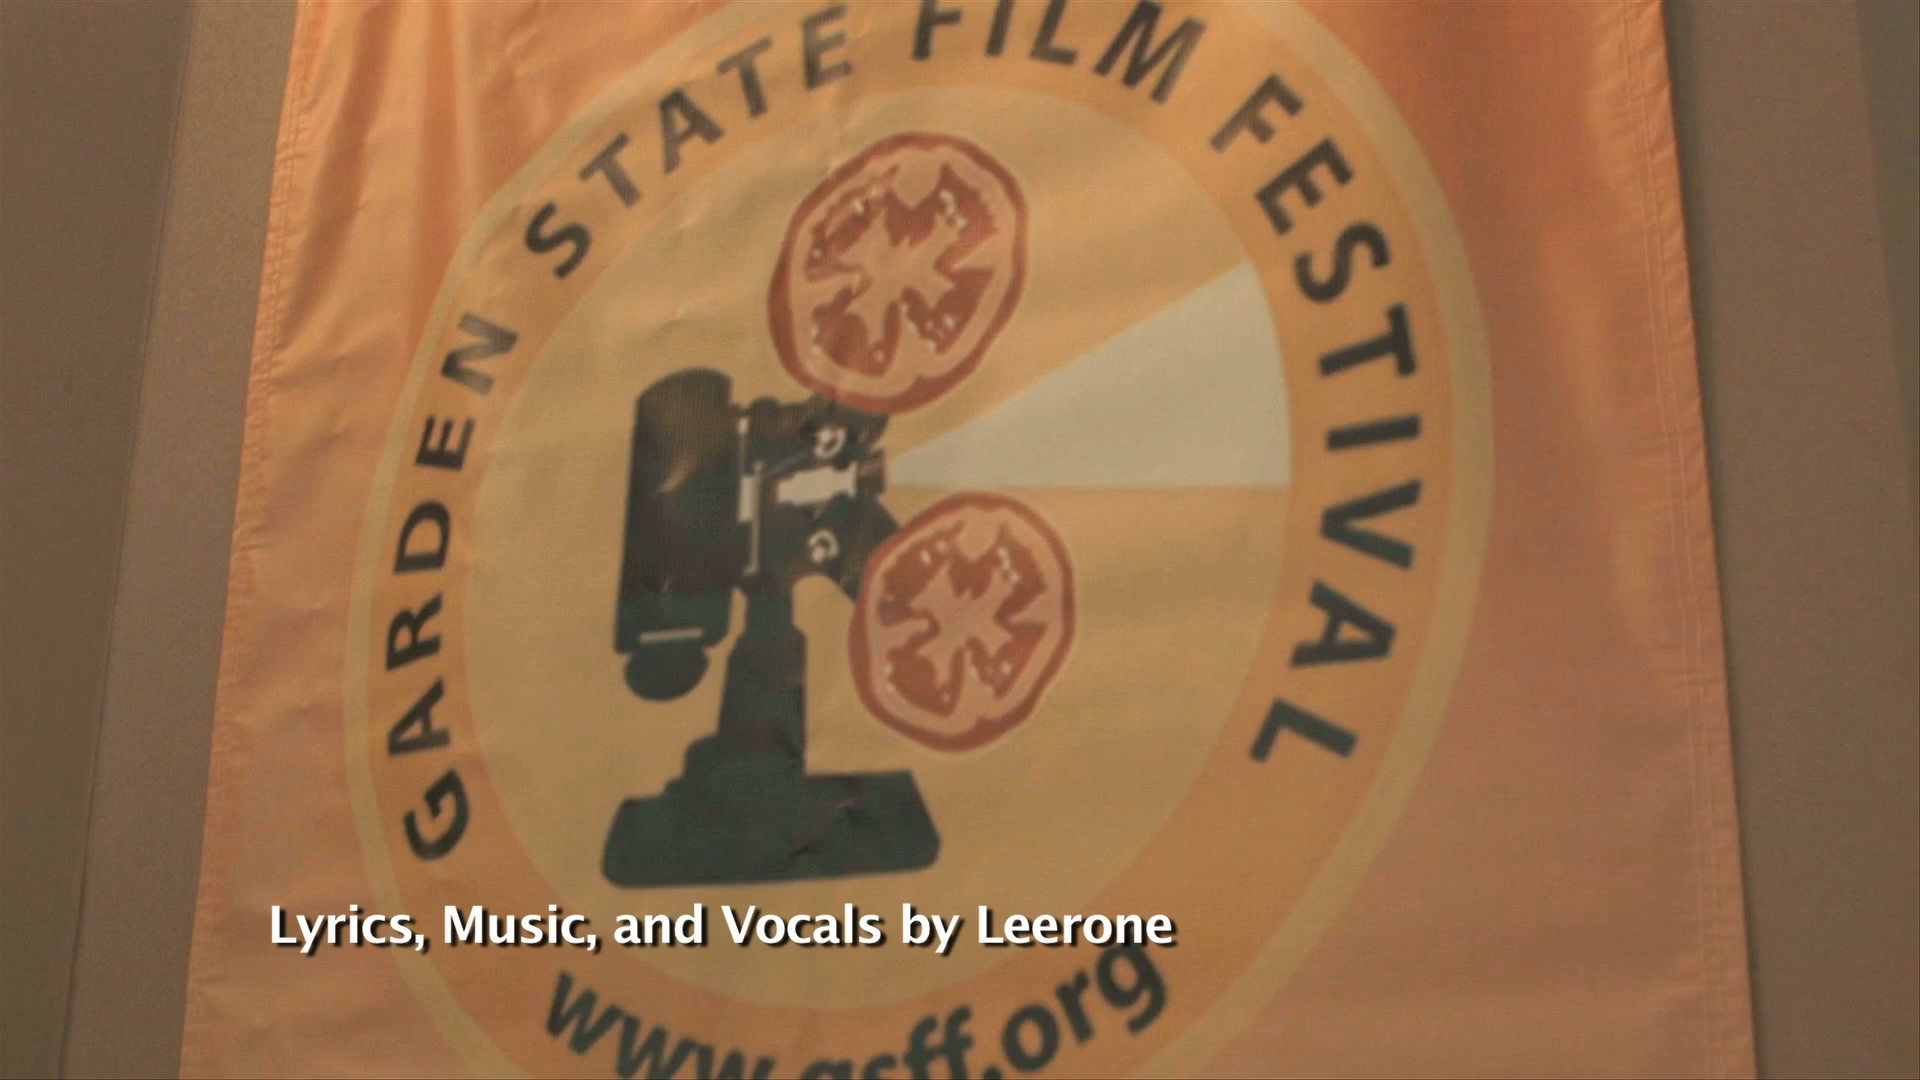 GARDEN STATE FILM FESTIVAL
Lyrics, Music, and Vocals by Leerone
www.gsff.org